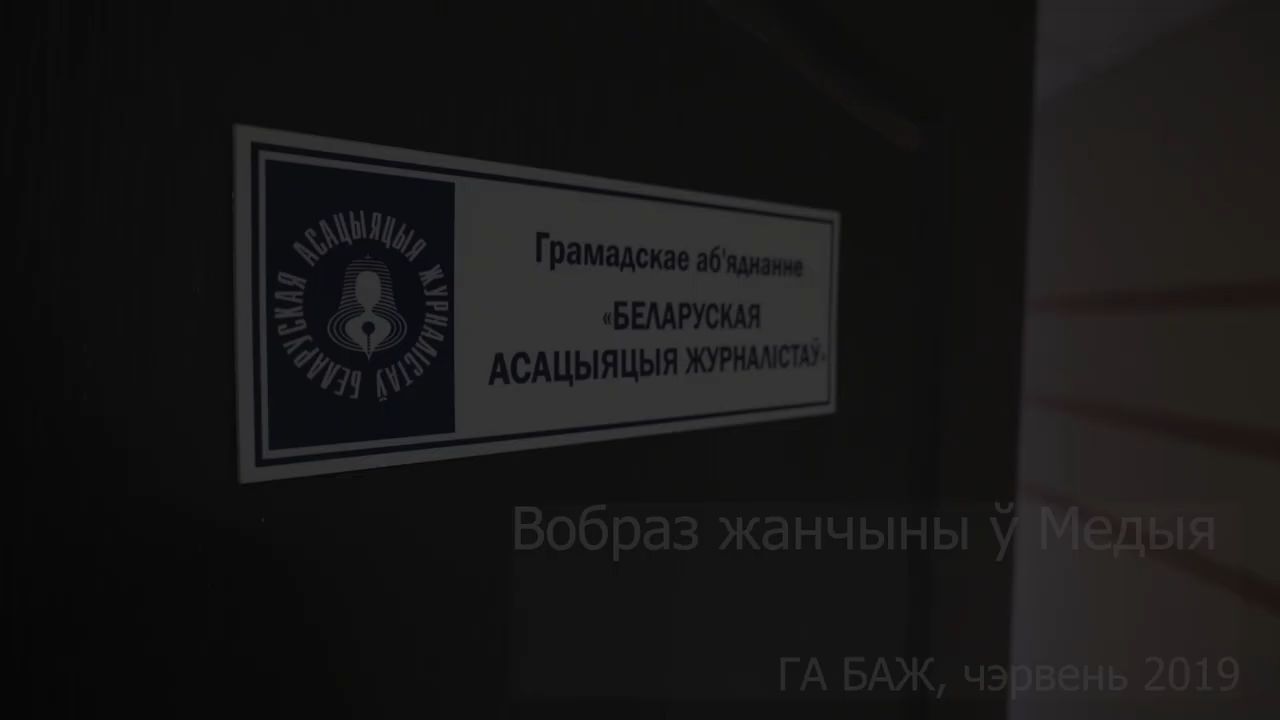 БЕЛАРУСКАЯ АСАЦЫЯЦЫЯ ЖУРНАЛІСТАЎ
Грамадскае аб'яднанне
«БЕЛАРУСКАЯ
АСАЦЫЯЦЫЯ ЖУРНАЛІСТАЎ»
Вобраз жанчыны ў Медыя
ГА БАЖ, чэрвень 2019